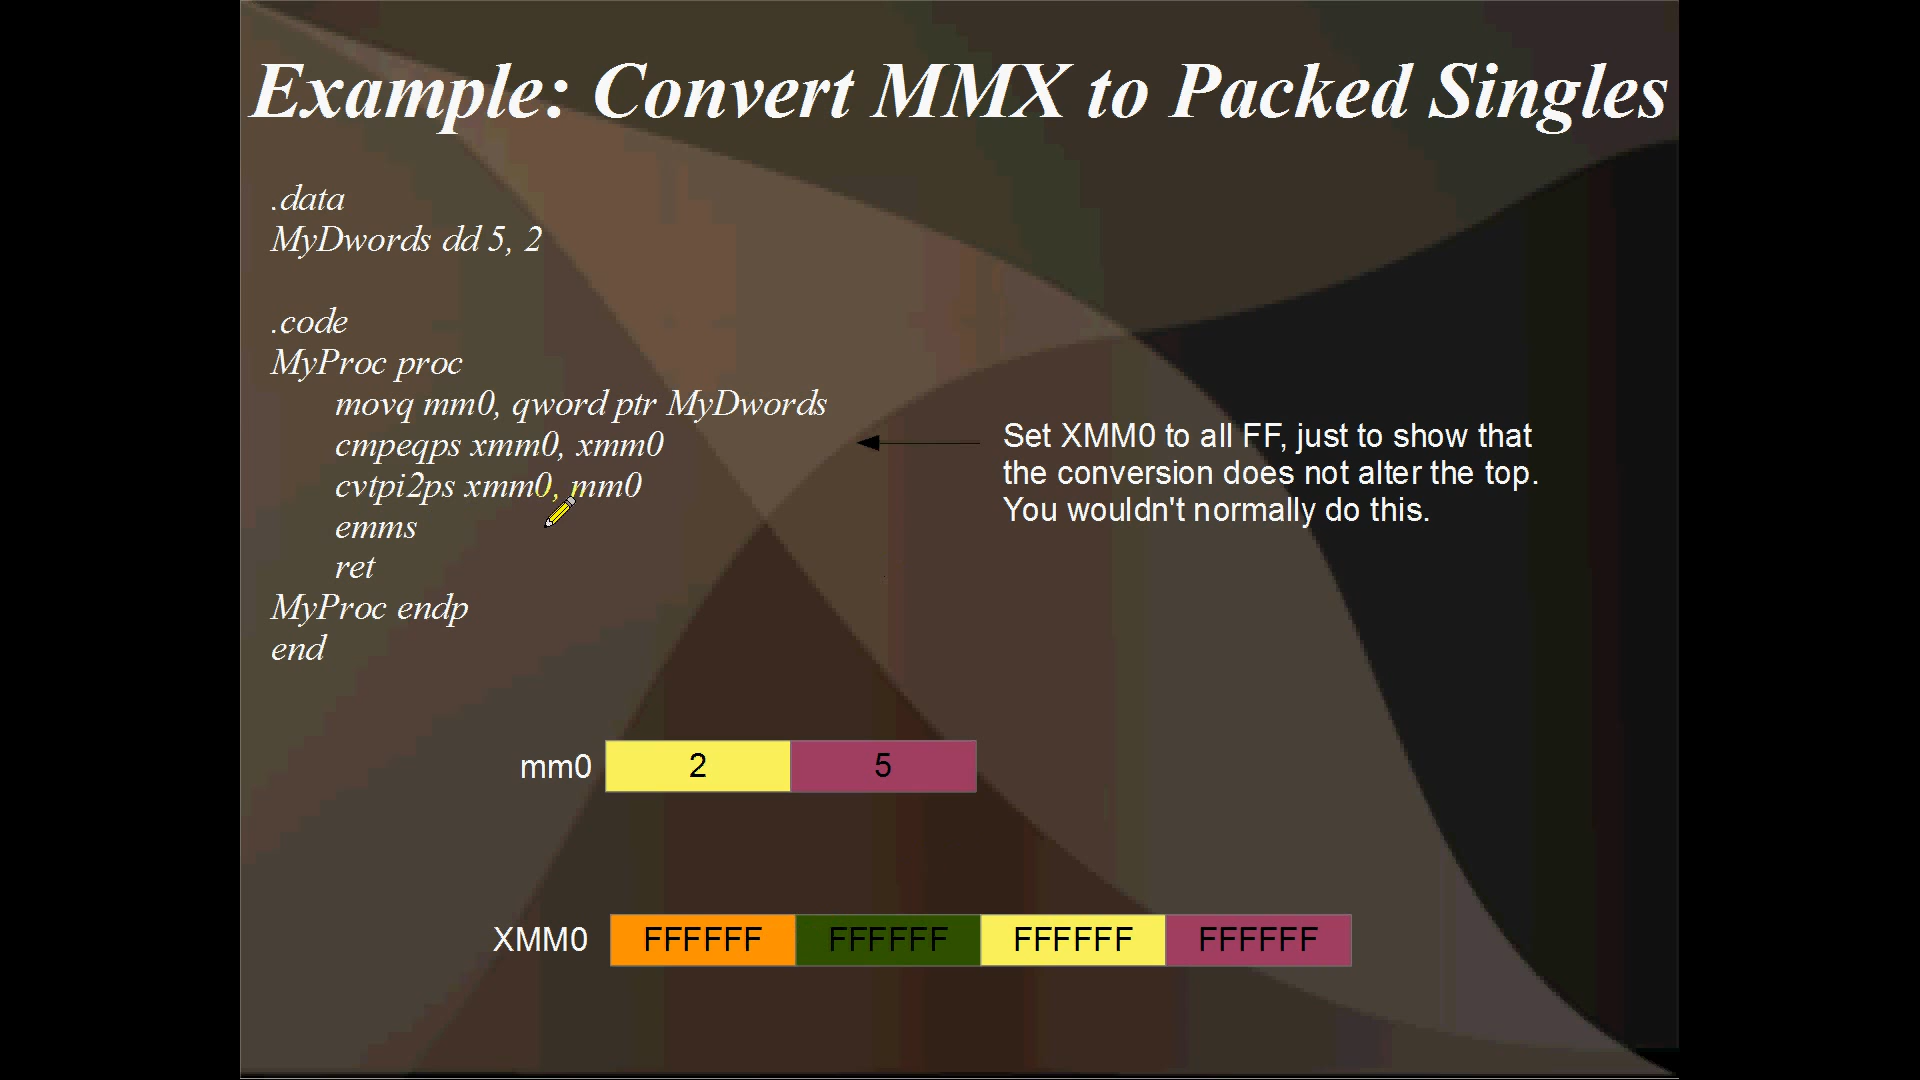 Example: Convert MMX to Packed Singles
.data
MyDwords dd 5, 2
.code
MyProc proc
movq mm0, qword ptr MyDwords
cmpeqps xmm0, xmm0
cvtpi2ps xmm0, mm0
emms
ret
MyProc endp
end
Set XMM0 to all FF, just to show that
the conversion does not alter the top.
You wouldn't normally do this.
mm0 2 5
XMM0 FFFFFF FFFFFF FFFFFF FFFFFF